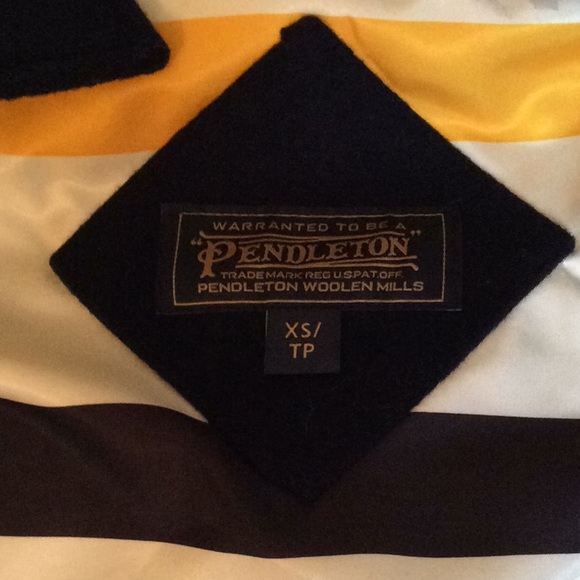 WARRANTED TO BE A
"PENDLETON"
TRADE MARK REG U.S.PAT.OFF.
PENDLETON WOOLEN MILLS
XS/
TP